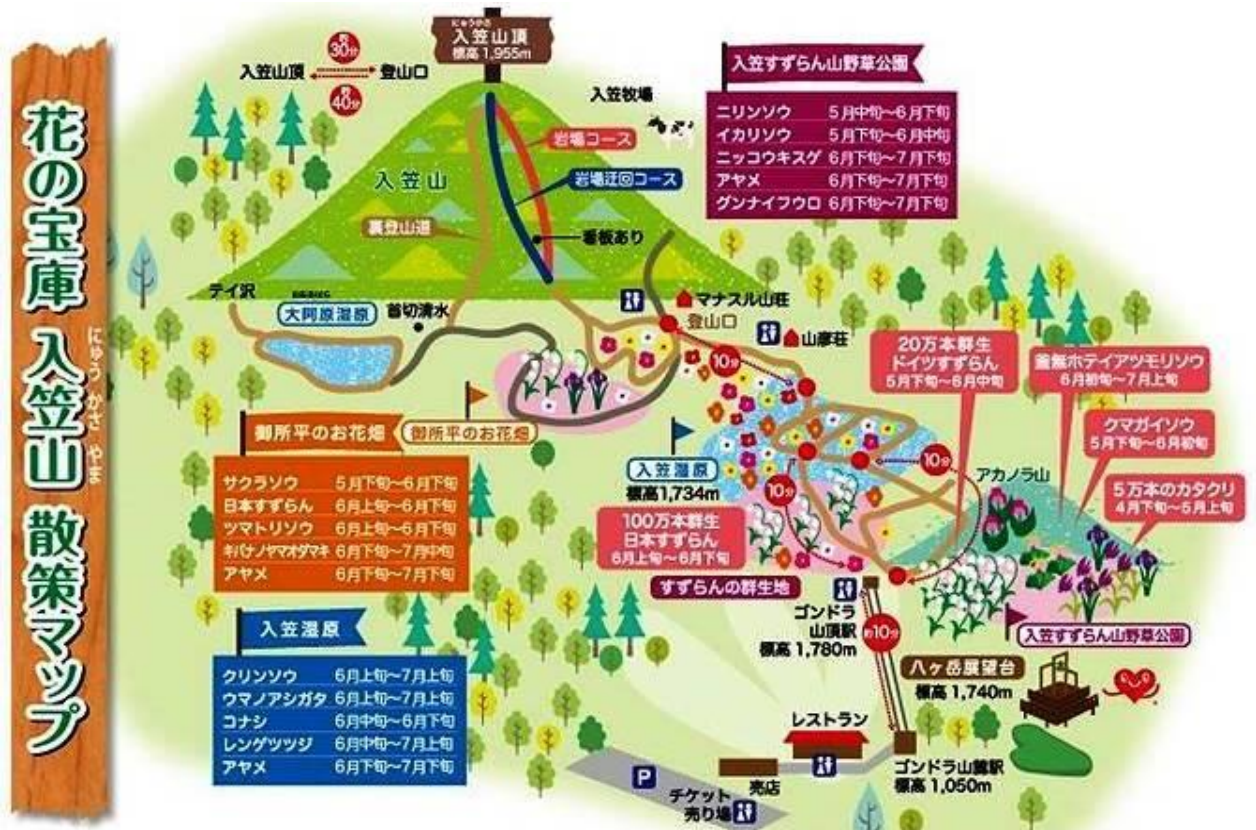 花の宝庫 入笠山 散策マップ
にゅう かさ やま
にゅうかさ
入笠山頂
標高1,955m
約
30分
入笠山頂
登山口
約
40分
入笠牧場
岩場コース
入笠山
岩場迂回コース
裏登山道
看板あり
入笠すずらん山野草公園
ニリンソウ 5月中旬〜6月下旬
イカリソウ 5月下旬〜6月中旬
ニッコウキスゲ 6月下旬〜7月下旬
アヤメ 6月下旬〜7月下旬
グンナイフウロ 6月下旬〜7月下旬
テイ沢
大阿原湿原
首切清水
マナスル山荘
登山口
山彦荘
10分
20万本群生
ドイツすずらん
5月下旬〜6月中旬
釜無ホテイアツモリソウ
6月初旬〜7月上旬
クマガイソウ
5月下旬〜6月初旬
5万本のカタクリ
4月下旬〜5月上旬
アカノラ山
御所平のお花畑
御所平のお花畑
サクラソウ 5月下旬〜6月下旬
日本すずらん 6月上旬〜6月下旬
ツマトリソウ 6月上旬〜6月下旬
キバナノヤマオダマキ 6月下旬〜7月中旬
アヤメ 6月下旬〜7月下旬
入笠湿原
標高1,734m
10分
10分
100万本群生
日本すずらん
6月上旬〜6月下旬
すずらんの群生地
入笠湿原
クリンソウ 6月上旬〜7月上旬
ウマノアシガタ 6月上旬〜7月上旬
コナシ 6月中旬〜6月下旬
レンゲツツジ 6月中旬〜7月上旬
アヤメ 6月下旬〜7月下旬
ゴンドラ
山頂駅
標高1,780m
約10分
入笠すずらん山野草公園
八ヶ岳展望台
標高1,740m
レストラン
売店
P
チケット
売り場
ゴンドラ山麓駅
標高1,050m